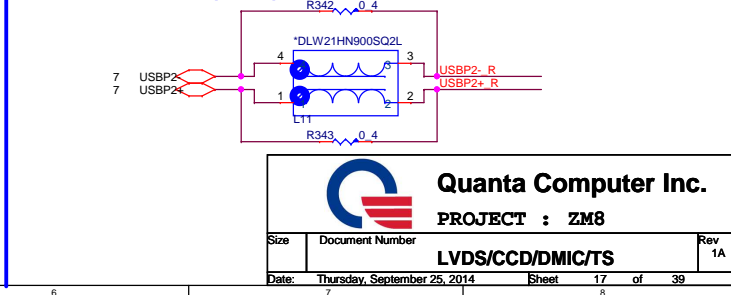 R342 0_4
*DLW21HN900SQ2L
4 3 3
7 USBP2- USBP2-_R
7 USBP2+ USBP2+_R
1 2 2
L11
R343 0_4
Quanta Computer Inc.
PROJECT : ZM8
Size Document Number Rev
LVDS/CCD/DMIC/TS 1A
Date: Thursday, September 25, 2014 Sheet 17 of 39
6 7 8